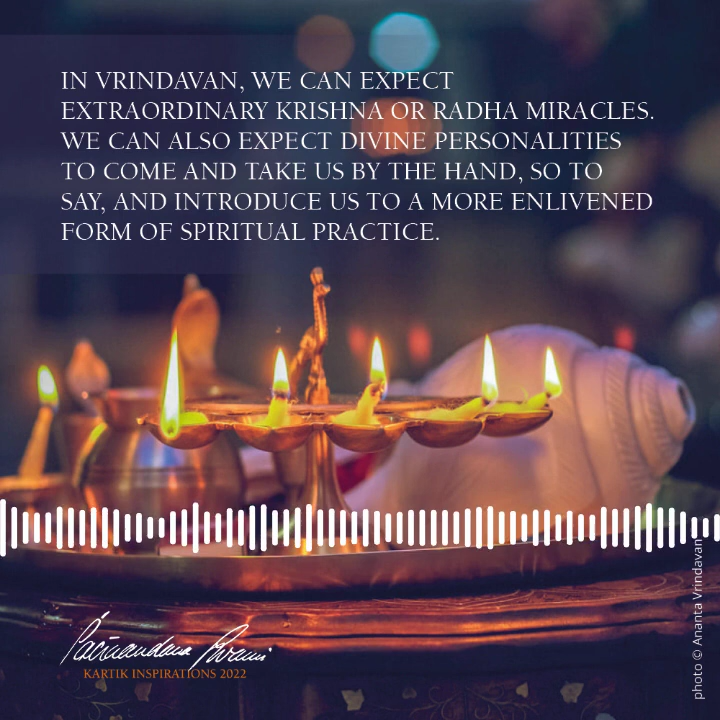 IN VRINDAVAN, WE CAN EXPECT
EXTRAORDINARY KRISHNA OR RADHA MIRACLES.
WE CAN ALSO EXPECT DIVINE PERSONALITIES
TO COME AND TAKE US BY THE HAND, SO TO
SAY, AND INTRODUCE US TO A MORE ENLIVENED
FORM OF SPIRITUAL PRACTICE.
Śacīnandana Swami
KARTIK INSPIRATIONS 2022
photo © Ananta Vrindavan